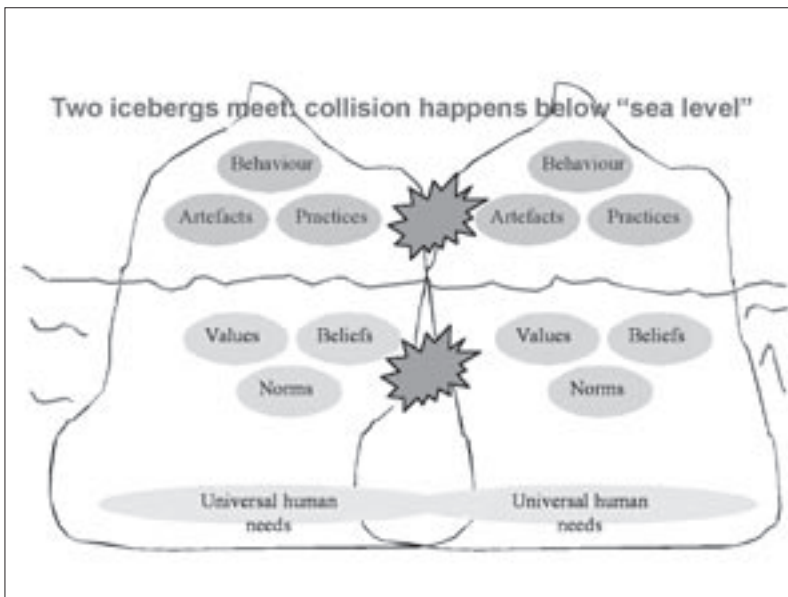 Two icebergs meet: collision happens below “sea level”
Behaviour Behaviour
Artefacts Practices Artefacts Practices
Values Beliefs Values Beliefs
Norms Norms
Universal human Universal human
needs needs